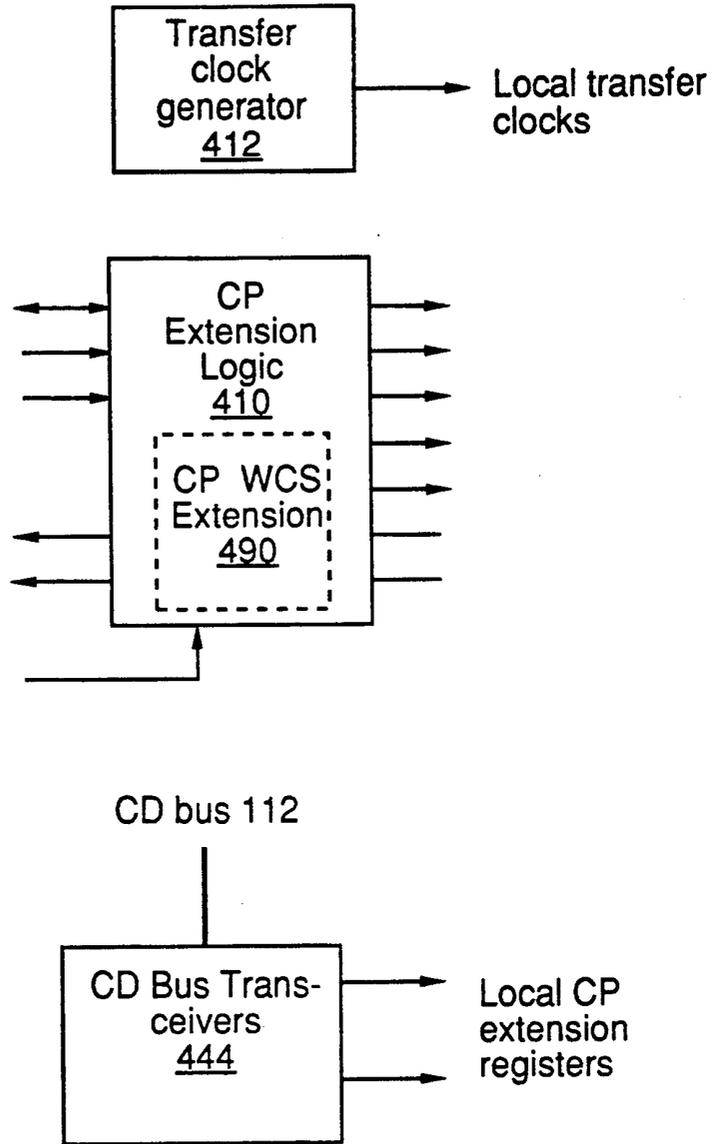 Transfer
clock
generator
412
Local transfer
clocks
CP
Extension
Logic
410
CP WCS
Extension
490
CD bus 112
CD Bus Trans-
ceivers
444
Local CP
extension
registers